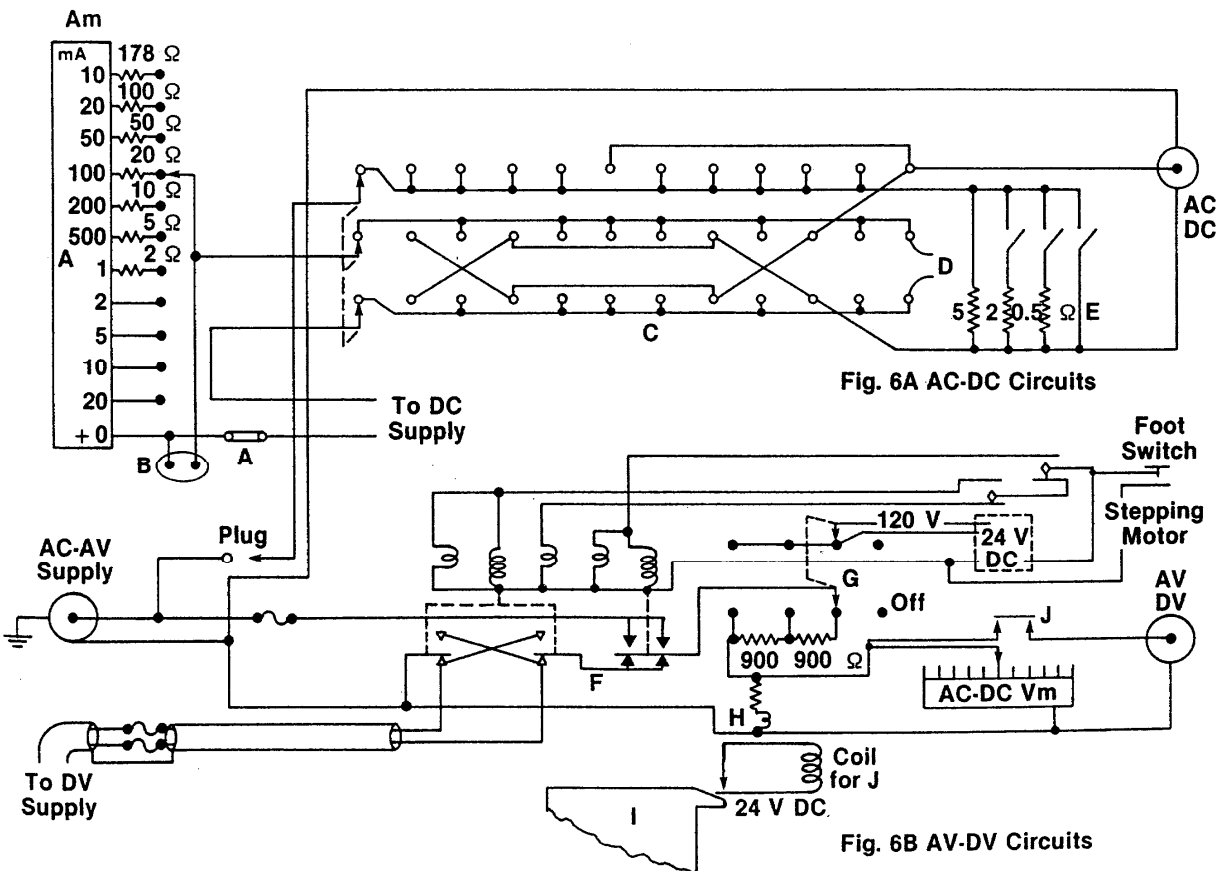 Am
mA 178 Ω
10
100 Ω
20
50 Ω
50
20 Ω
100
10 Ω
200
5 Ω
500
2 Ω
A
1
2
5
10
20
+ 0
B
A
To DC
Supply
C
D
5 2 0.5 Ω E
AC
DC
Fig. 6A AC-DC Circuits
Foot
Switch
Stepping
Motor
120 V
24 V
DC
G
Off
Plug
AC-AV
Supply
F
900 900 Ω
H
J
AV
DV
AC-DC Vm
To DV
Supply
Coil
for J
24 V DC
I
Fig. 6B AV-DV Circuits